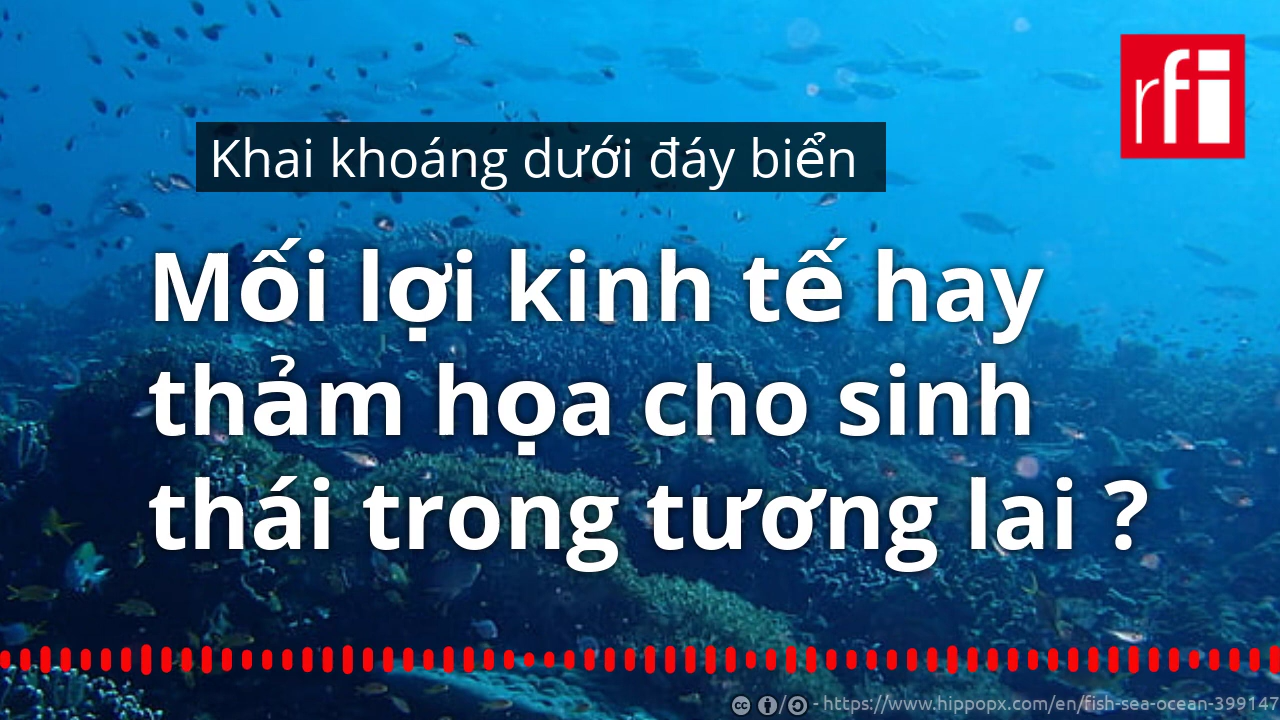 rfi
Khai khoáng dưới đáy biển
Mối lợi kinh tế hay
thảm họa cho sinh
thái trong tương lai ?
- https://www.hippopx.com/en/fish-sea-ocean-399147